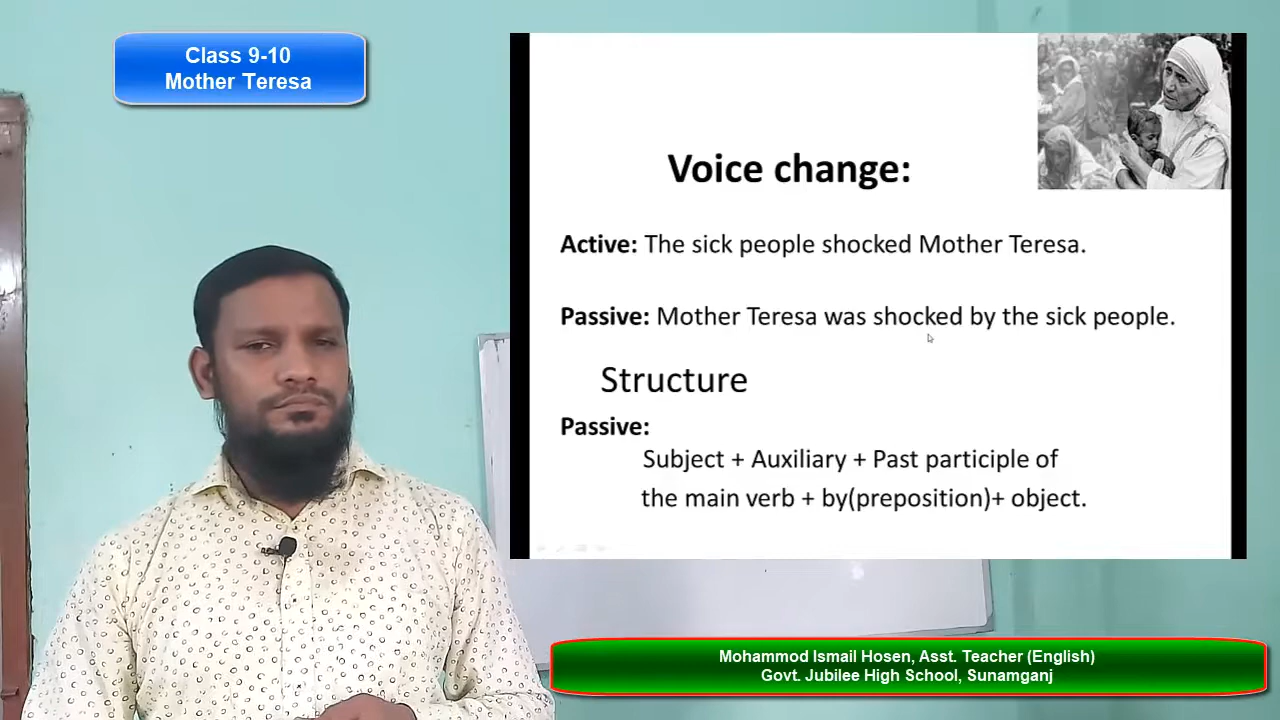 Class 9-10
Mother Teresa
Voice change:
Active: The sick people shocked Mother Teresa.
Passive: Mother Teresa was shocked by the sick people.
Structure
Passive:
Subject + Auxiliary + Past participle of
the main verb + by(preposition)+ object.
Mohammod Ismail Hosen, Asst. Teacher (English)
Govt. Jubilee High School, Sunamganj